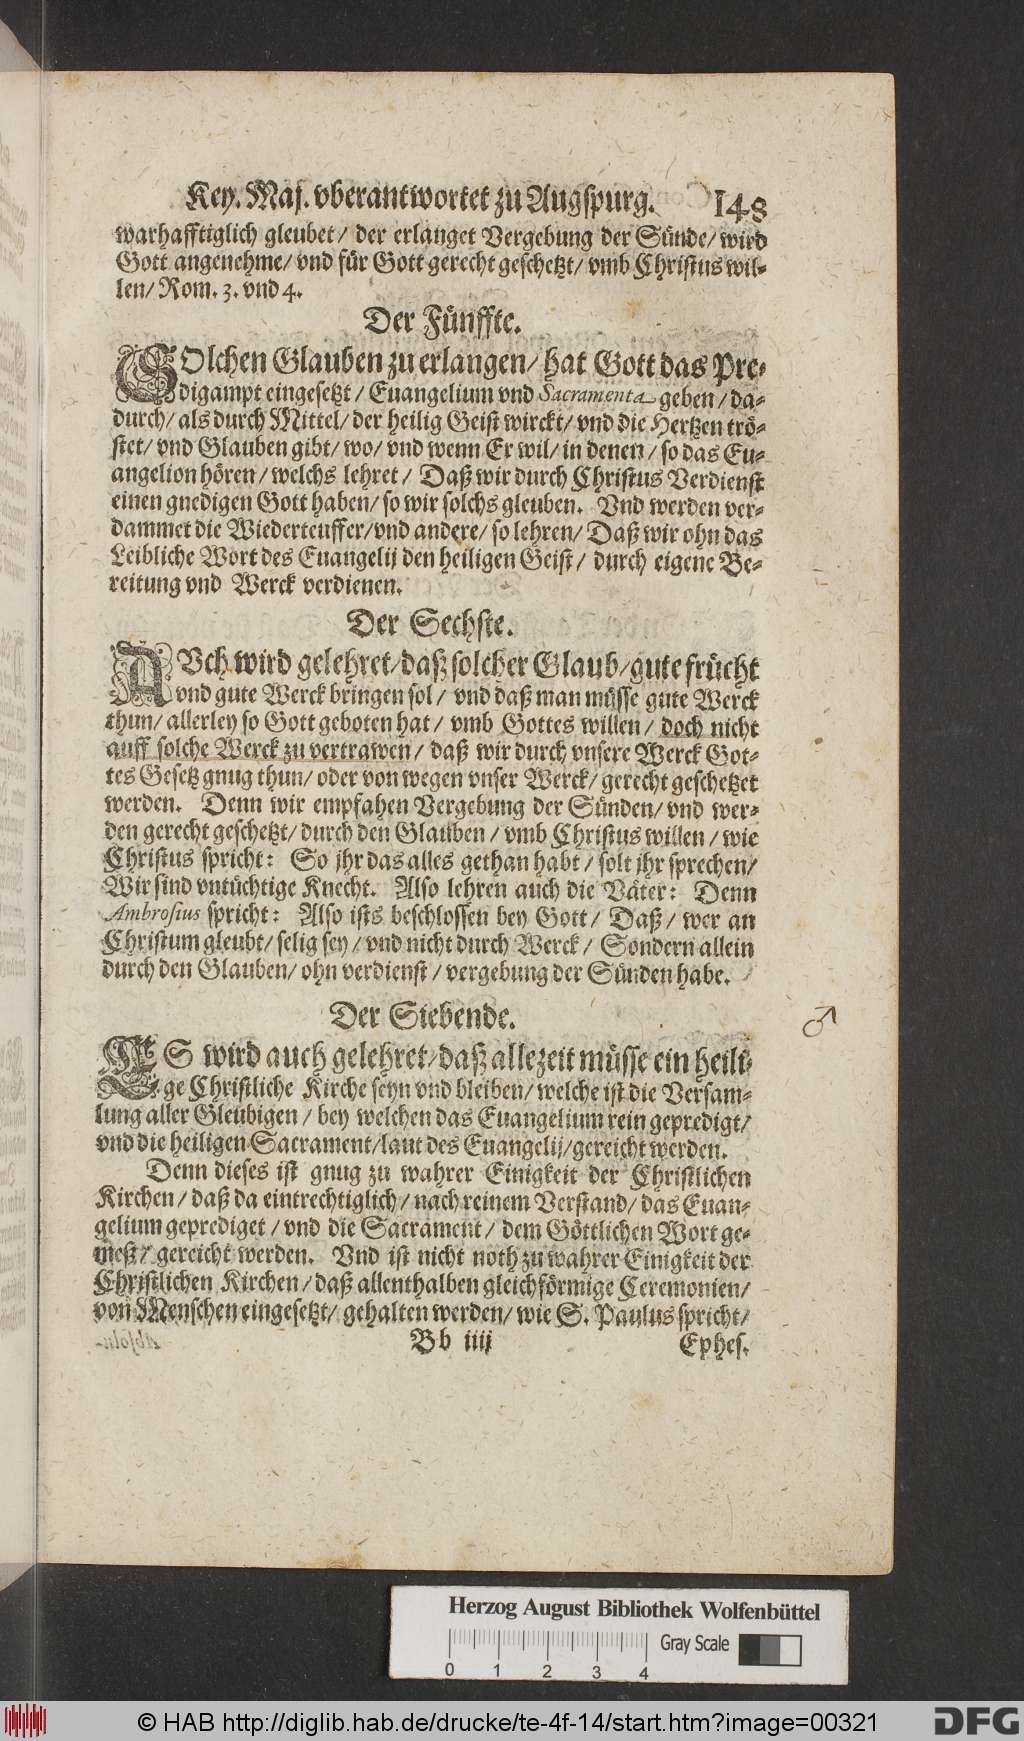 Key. Maj. vberantwortet zu Augspurg. 148
warhafftiglich gleubet/ der erlanget Vergebung der Sünde/ wird
Gott angenehme/ vnd für Gott gerecht geschetzt/ vmb Christus wil-
len/ Rom. 3. vnd 4.
Der Fünffte.
SOlchen Glauben zu erlangen/ hat Gott das Pre-
digampt eingesetzt/ Euangelium vnd Sacramenta geben/ da-
durch/ als durch Mittel/ der heilig Geist wirckt/ vnd die Hertzen trö-
stet/ vnd Glauben gibt/ wo/ vnd wenn Er wil/ in denen/ so das Eu-
angelion hören/ welchs lehret/ Daß wir durch Christus Verdienst
einen gnedigen Gott haben/ so wir solchs gleuben. Vnd werden ver-
dammet die Wiederteuffer/ vnd andere/ so lehren/ Daß wir ohn das
Leibliche Wort des Euangelij den heiligen Geist/ durch eigene Be-
reitung vnd Werck verdienen.
Der Sechste.
AVch wird gelehret/ daß solcher Glaub/ gute frücht
vnd gute Werck bringen sol/ vnd daß man müsse gute Werck
thun/ allerley so Gott geboten hat/ vmb Gottes willen/ doch nicht
auff solche Werck zu vertrawen/ daß wir durch vnsere Werck Got-
tes Gesetz gnug thun/ oder von wegen vnser Werck/ gerecht geschetzet
werden. Denn wir empfahen Vergebung der Sünden/ vnd wer-
den gerecht geschetzt/ durch den Glauben/ vmb Christus willen/ wie
Christus spricht: So jhr das alles gethan habt/ solt jhr sprechen/
Wir sind vntüchtige Knecht. Also lehren auch die Väter: Denn
Ambrosius spricht: Also ists beschlossen bey Gott/ Daß/ wer an
Christum gleubt/ selig sey/ vnd nicht durch Werck/ Sondern allein
durch den Glauben/ ohn verdienst/ vergebung der Sünden habe.
Der Siebende.
ES wird auch gelehret/ daß allezeit müsse ein heili-
ge Christliche Kirche seyn vnd bleiben/ welche ist die Versam-
lung aller Gleubigen/ bey welchen das Euangelium rein gepredigt/
vnd die heiligen Sacrament/ laut des Euangelij/ gereicht werden.
Denn dieses ist gnug zu wahrer Einigkeit der Christlichen
Kirchen/ daß da eintrechtiglich/ nach reinem Verstand/ das Euan-
gelium geprediget/ vnd die Sacrament/ dem Göttlichen Wort ge-
meß/ gereicht werden. Vnd ist nicht noth zu wahrer Einigkeit der
Christlichen Kirchen/ daß allenthalben gleichförmige Ceremonien/
von Menschen eingesetzt/ gehalten werden/ wie S. Paulus spricht/
Bb iiij Ephes.
Herzog August Bibliothek Wolfenbüttel
Gray Scale
0 1 2 3 4
© HAB http://diglib.hab.de/drucke/te-4f-14/start.htm?image=00321 DFG